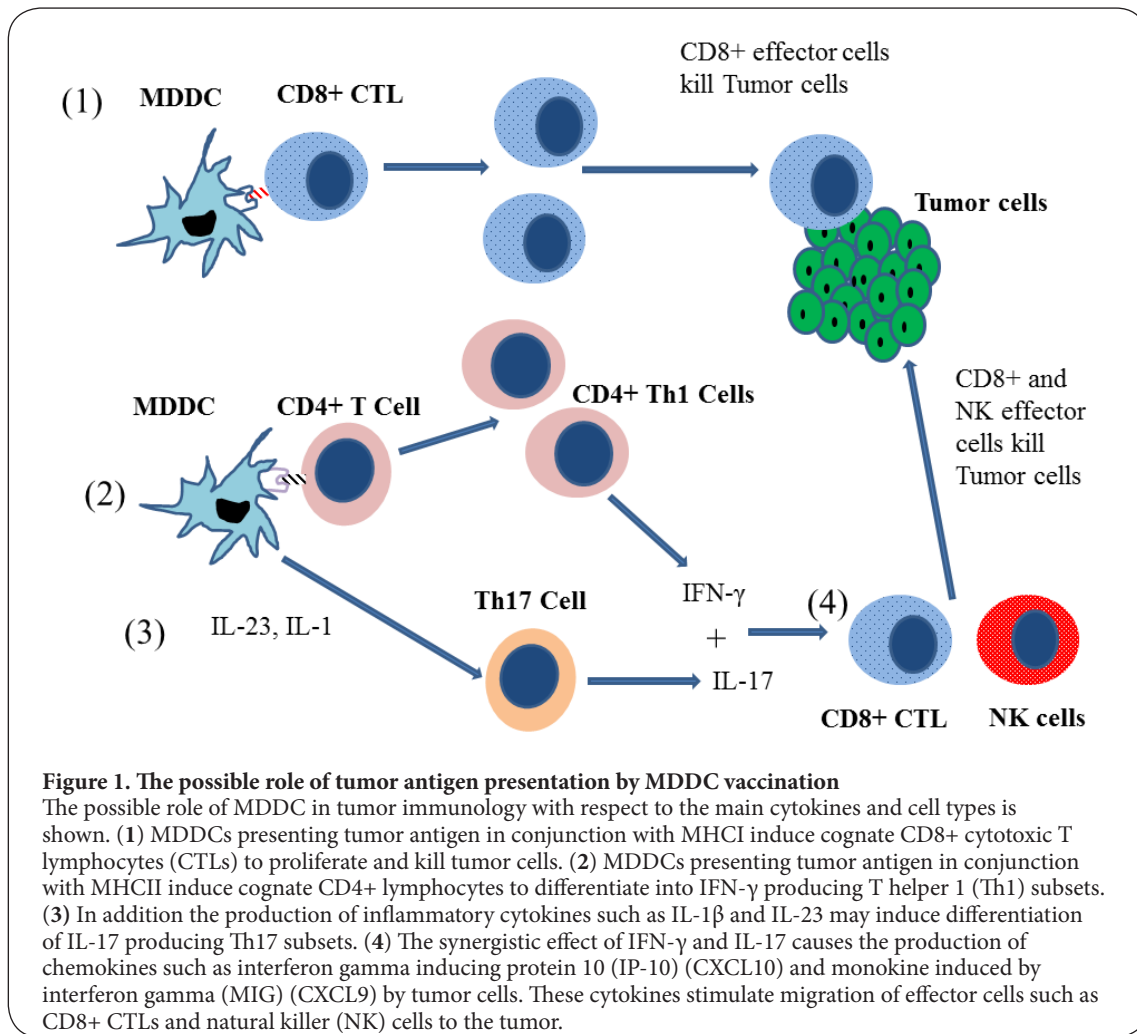 CD8+ effector cells
kill Tumor cells
(1)
MDDC
CD8+ CTL
Tumor cells
MDDC
CD4+ T Cell
CD4+ Th1 Cells
CD8+ and
NK effector
cells kill
Tumor cells
(2)
(3)
IL-23, IL-1
Th17 Cell
IFN-γ
+
IL-17
(4)
CD8+ CTL
NK cells
Figure 1. The possible role of tumor antigen presentation by MDDC vaccination
The possible role of MDDC in tumor immunology with respect to the main cytokines and cell types is
shown. (1) MDDCs presenting tumor antigen in conjunction with MHCI induce cognate CD8+ cytotoxic T
lymphocytes (CTLs) to proliferate and kill tumor cells. (2) MDDCs presenting tumor antigen in conjunction
with MHCII induce cognate CD4+ lymphocytes to differentiate into IFN-γ producing T helper 1 (Th1) subsets.
(3) In addition the production of inflammatory cytokines such as IL-1β and IL-23 may induce differentiation
of IL-17 producing Th17 subsets. (4) The synergistic effect of IFN-γ and IL-17 causes the production of
chemokines such as interferon gamma inducing protein 10 (IP-10) (CXCL10) and monokine induced by
interferon gamma (MIG) (CXCL9) by tumor cells. These cytokines stimulate migration of effector cells such as
CD8+ CTLs and natural killer (NK) cells to the tumor.